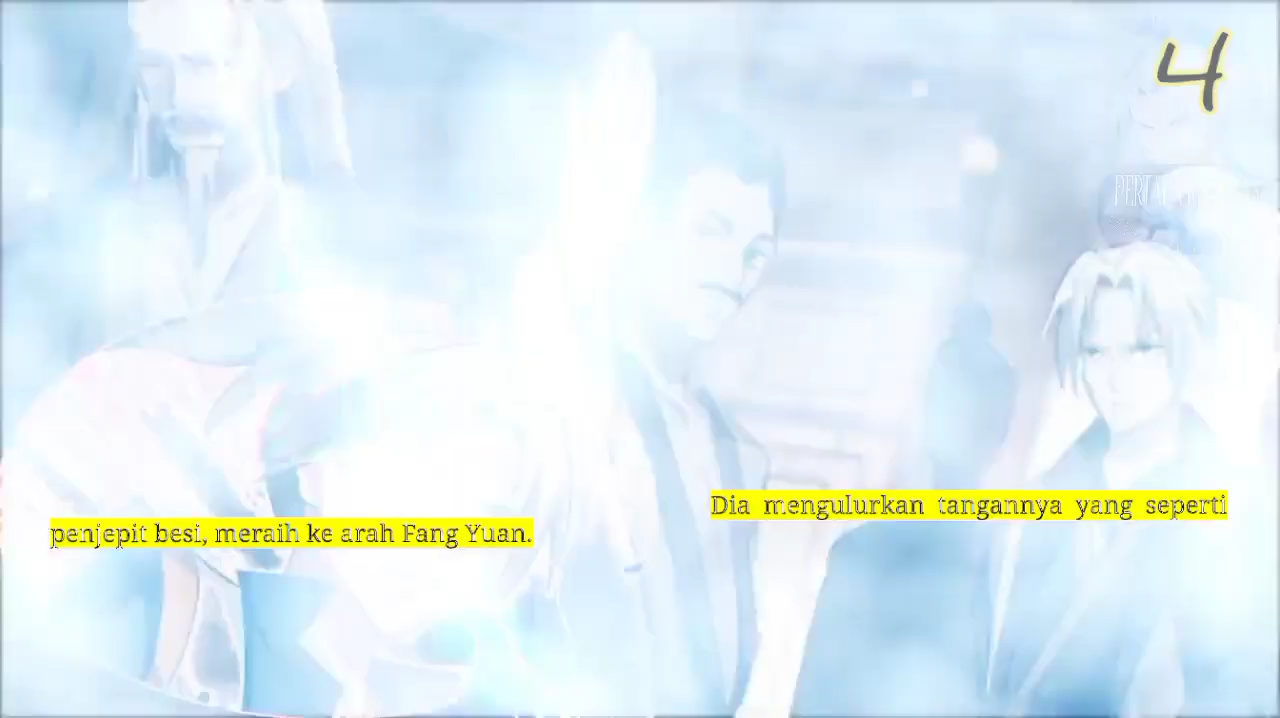 4
Dia mengulurkan tangannya yang seperti
penjepit besi, meraih ke arah Fang Yuan.